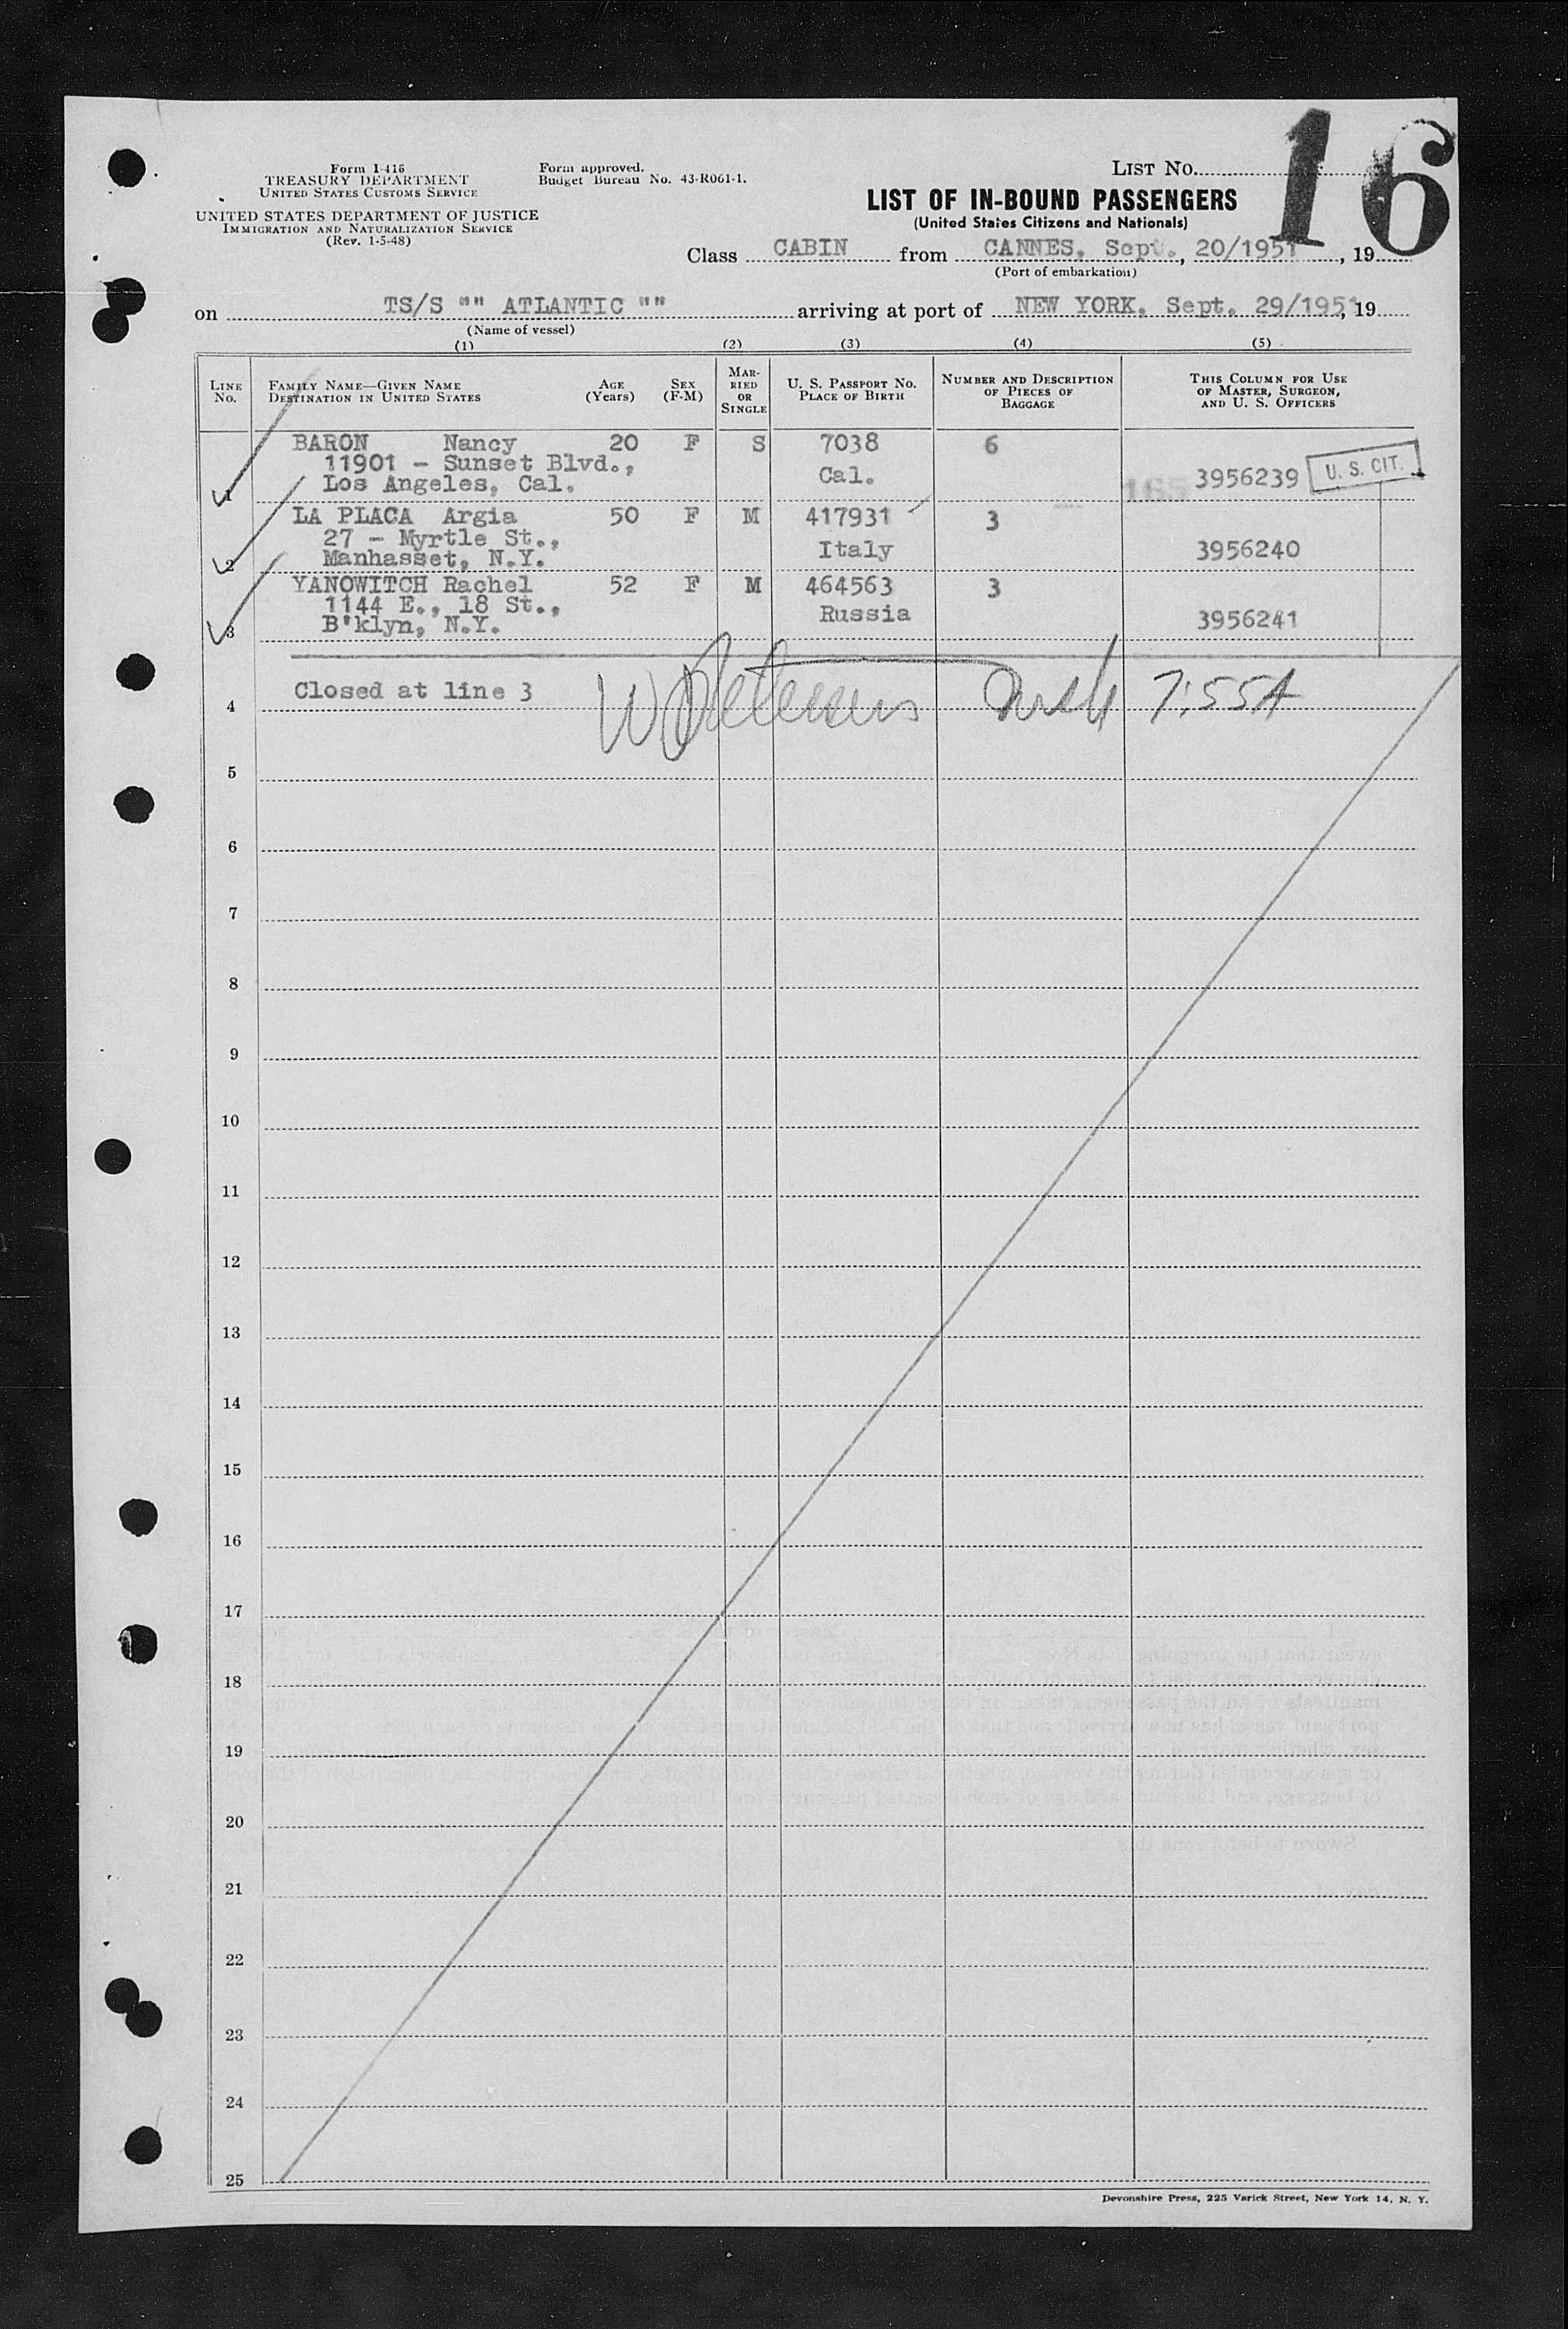 Form I-416
TREASURY DEPARTMENT
UNITED STATES CUSTOMS SERVICE
UNITED STATES DEPARTMENT OF JUSTICE
IMMIGRATION AND NATURALIZATION SERVICE
(Rev. 1-5-48)
Form approved.
Budget Bureau No. 43-R061-1.
LIST No.
16
LIST OF IN-BOUND PASSENGERS
(United States Citizens and Nationals)
Class CABIN from CANNES, Sept., 20/1951, 19
(Port of embarkation)
on TS/S "" ATLANTIC "" arriving at port of NEW YORK, Sept. 29/1951, 19
(Name of vessel)
(1) (2) (3) (4) (5)
LINE No.
FAMILY NAME—GIVEN NAME
DESTINATION IN UNITED STATES
AGE (Years)
SEX (F-M)
MARRIED OR SINGLE
U. S. PASSPORT No.
PLACE OF BIRTH
NUMBER AND DESCRIPTION OF PIECES OF BAGGAGE
THIS COLUMN FOR USE OF MASTER, SURGEON, AND U. S. OFFICERS
BARON Nancy 20 F S 7038 6
11901 - Sunset Blvd.,
Cal.
1 Los Angeles, Cal. 165 3956239 U. S. CIT.
LA PLACA Argia 50 F M 417931 3
27 - Myrtle St.,
Italy 3956240
2 Manhasset, N.Y.
YANOWITCH Rachel 52 F M 464563 3
1144 E., 18 St.,
Russia 3956241
3 B'klyn, N.Y.
4 Closed at line 3 7:55A
5
6
7
8
9
10
11
12
13
14
15
16
17
18
19
20
21
22
23
24
25
Devonshire Press, 225 Varick Street, New York 14, N. Y.